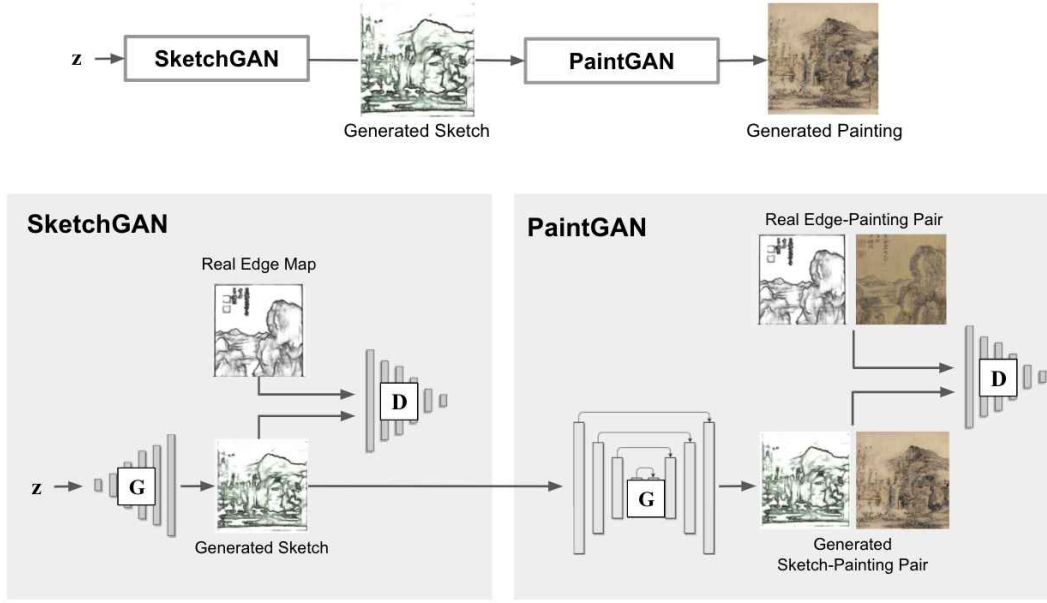 z
SketchGAN
PaintGAN
Generated Sketch
Generated Painting
SketchGAN
Real Edge Map
D
z
G
Generated Sketch
PaintGAN
Real Edge-Painting Pair
D
G
Generated
Sketch-Painting Pair